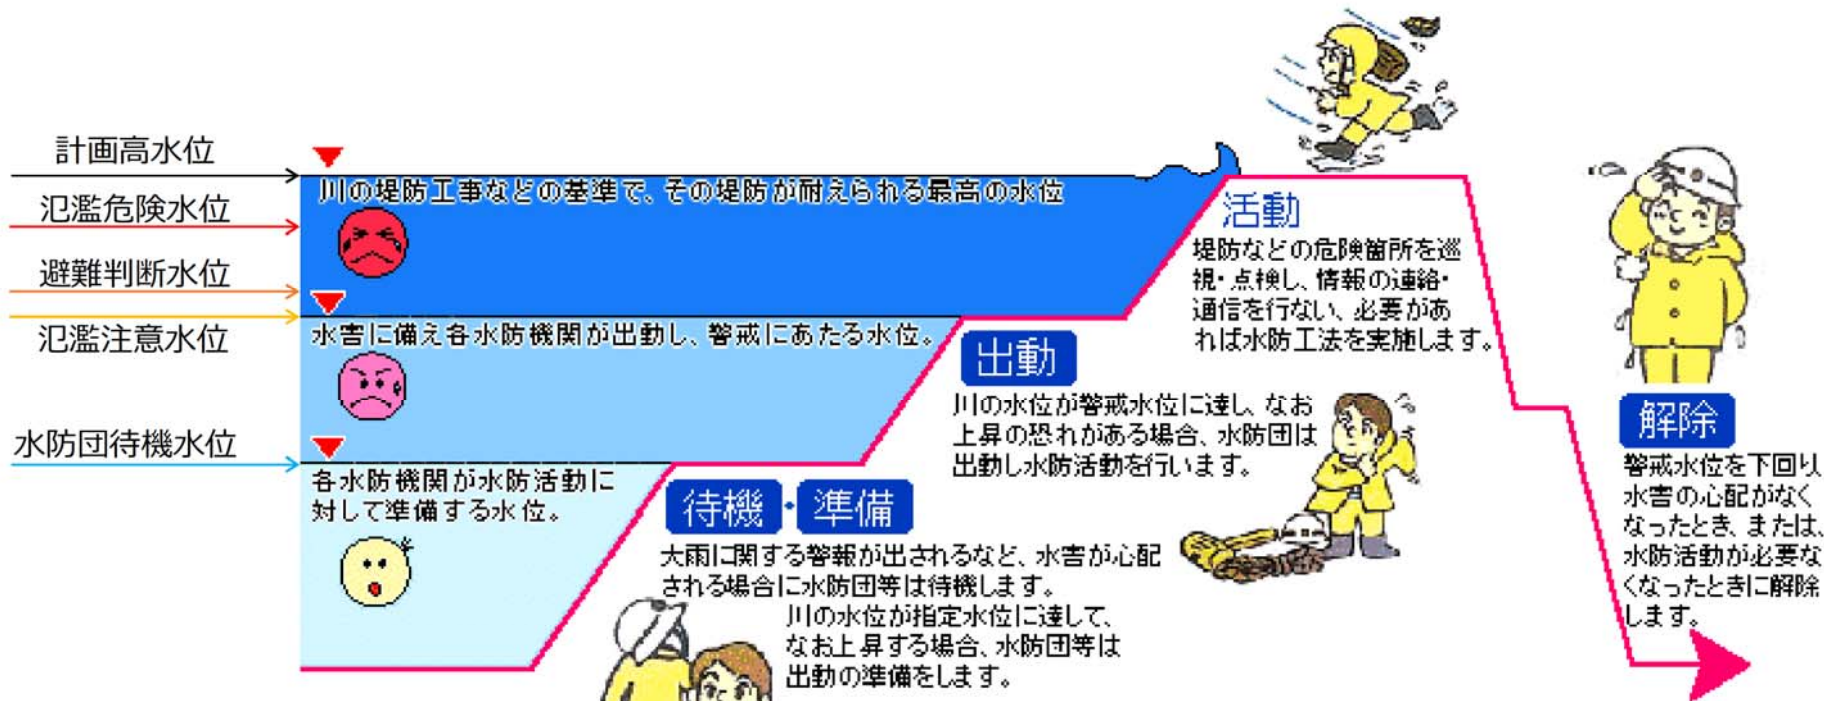 計画高水位
氾濫危険水位
避難判断水位
氾濫注意水位
水防団待機水位
川の堤防工事などの基準で、その堤防が耐えられる最高の水位
水害に備え各水防機関が出動し、警戒にあたる水位。
各水防機関が水防活動に
対して準備する水位。
待機・準備
大雨に関する警報が出されるなど、水害が心配
される場合に水防団等は待機します。
川の水位が指定水位に達して、
なお上昇する場合、水防団等は
出動の準備をします。
出動
川の水位が警戒水位に達し、なお
上昇の恐れがある場合、水防団は
出動し水防活動を行います。
活動
堤防などの危険箇所を巡
視・点検し、情報の連絡・
通信を行ない、必要があ
れば水防工法を実施します。
解除
警戒水位を下回り
水害の心配がなく
なったとき、または、
水防活動が必要な
くなったときに解除
します。